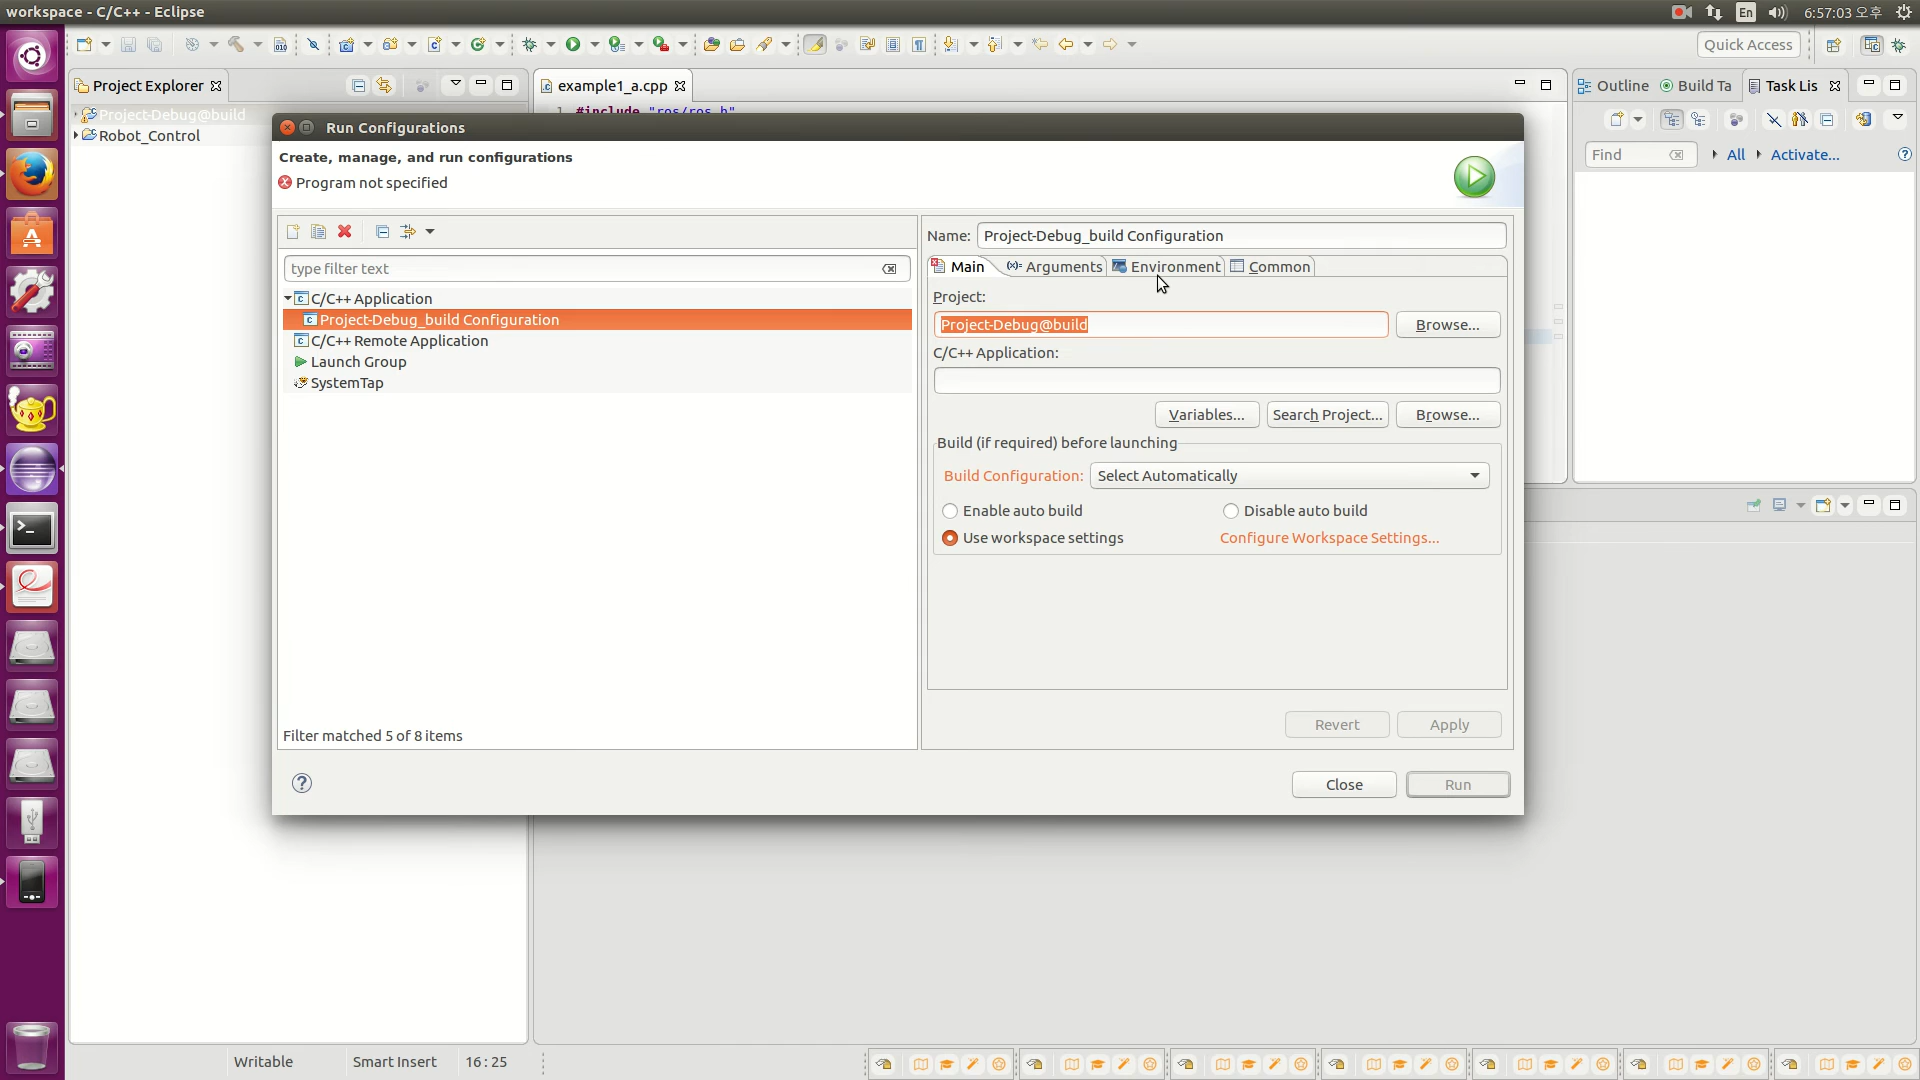 workspace - C/C++ - Eclipse
En
6:57:03 오후
Quick Access
Project Explorer
example1_a.cpp
Outline
Build Ta
Task Lis
Project-Debug@build
Robot_Control
1 #include "ros/ros.h"
Find
All
Activate...
Run Configurations
Create, manage, and run configurations
Program not specified
type filter text
C/C++ Application
Project-Debug_build Configuration
C/C++ Remote Application
Launch Group
SystemTap
Filter matched 5 of 8 items
Name: Project-Debug_build Configuration
Main
Arguments
Environment
Common
Project:
Project-Debug@build
Browse...
C/C++ Application:
Variables...
Search Project...
Browse...
Build (if required) before launching
Build Configuration: Select Automatically
Enable auto build
Disable auto build
Use workspace settings
Configure Workspace Settings...
Revert
Apply
Close
Run
Writable
Smart Insert
16 : 25